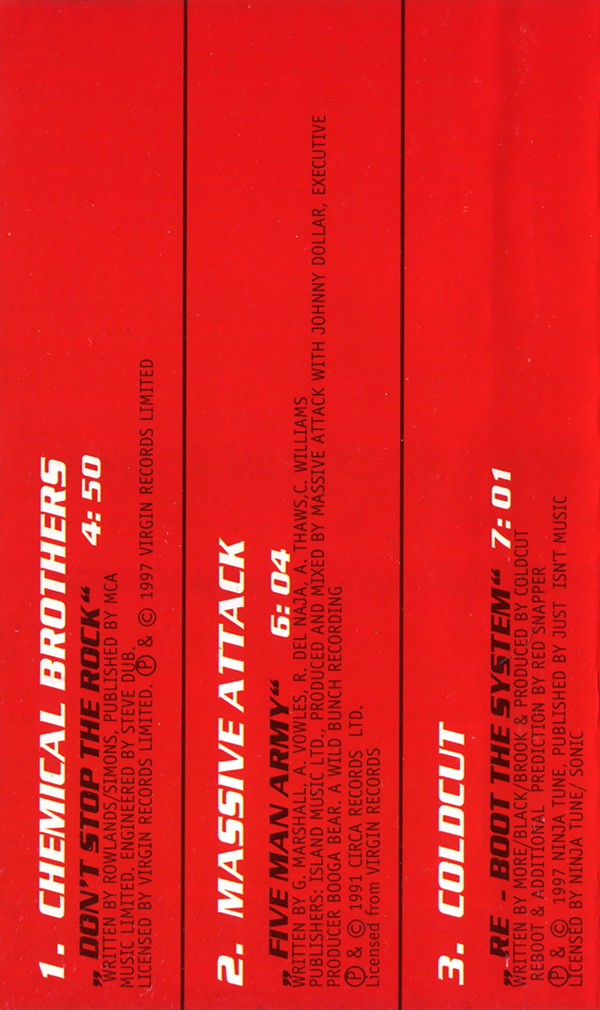 1. CHEMICAL BROTHERS
„DON'T STOP THE ROCK“ 4:50
WRITTEN BY ROWLANDS/SIMONS, PUBLISHED BY MCA
MUSIC LIMITED. ENGINEERED BY STEVE DUB.
LICENSED BY VIRGIN RECORDS LIMITED. Ⓟ & © 1997 VIRGIN RECORDS LIMITED
2. MASSIVE ATTACK
„FIVE MAN ARMY“ 6:04
WRITTEN BY G. MARSHALL, A. VOWLES, R. DEL NAJA, A. THAWS,C. WILLIAMS
PUBLISHERS: ISLAND MUSIC LTD., PRODUCED AND MIXED BY MASSIVE ATTACK WITH JOHNNY DOLLAR, EXECUTIVE
PRODUCER BOOGA BEAR. A WILD BUNCH RECORDING
Ⓟ & © 1991 CIRCA RECORDS LTD.
Licensed from VIRGIN RECORDS
3. COLDCUT
„RE - BOOT THE SYSTEM“ 7:01
WRITTEN BY MORE/BLACK/BROOK & PRODUCED BY COLDCUT
REBOOT & ADDITIONAL PREDICTION BY RED SNAPPER
Ⓟ & © 1997 NINJA TUNE, PUBLISHED BY JUST ISN'T MUSIC
LICENSED BY NINJA TUNE/ SONIC